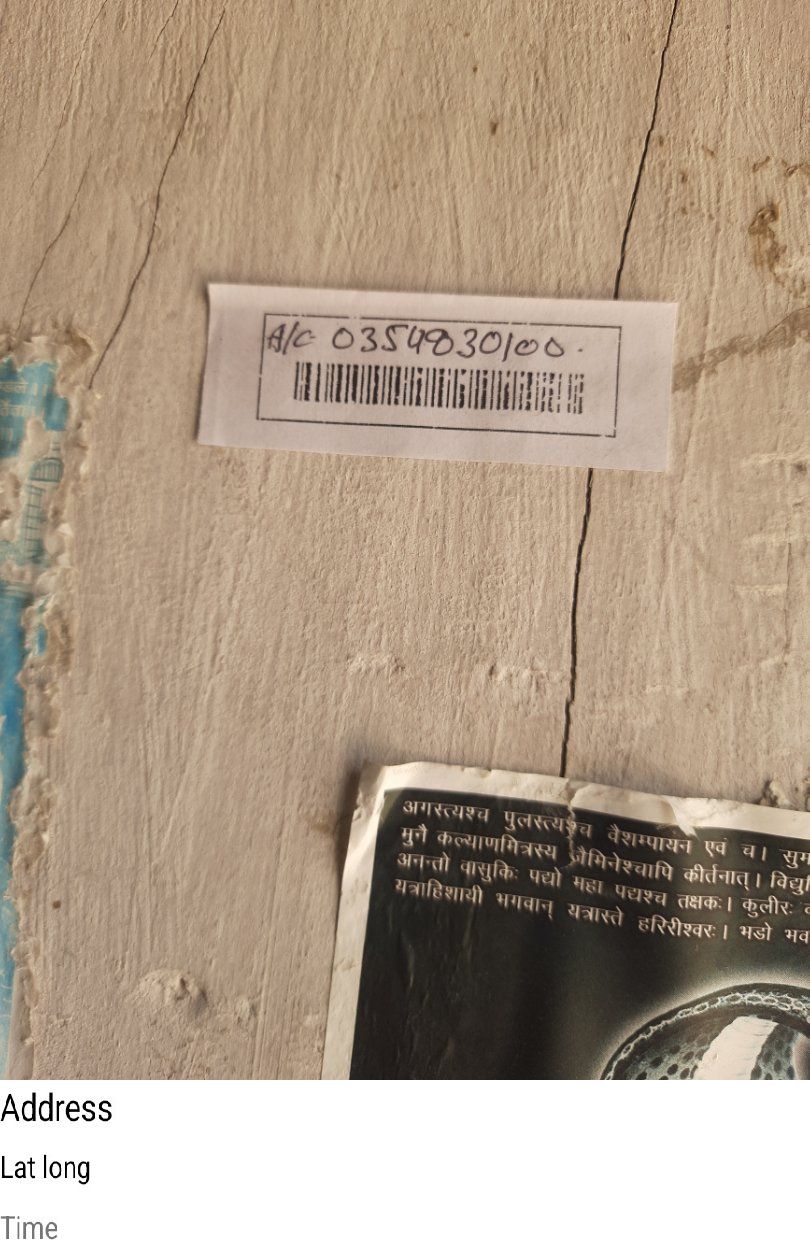 A/C 0354830100.
अगस्त्यश्च पुलस्त्यश्च वैशम्पायन एवं च। सुम
मुनै कल्याणमित्रस्य जैमिनेश्चापि कीर्तनात्। विद्यु
अनन्तो वासुकिः पद्यो महा पद्यश्च तक्षकः। कुलीरः
यत्राहिशायी भगवान् यत्रास्ते हरिरीश्वरः। भडो भव
Address
Lat long
Time